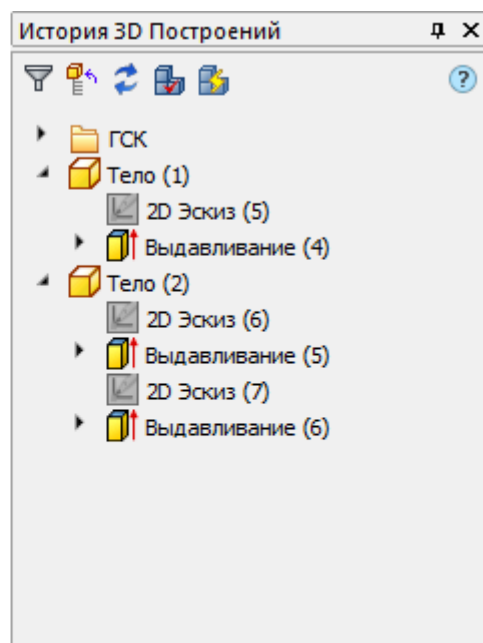 История 3D Построений
?
ГСК
Тело (1)
2D Эскиз (5)
Выдавливание (4)
Тело (2)
2D Эскиз (6)
Выдавливание (5)
2D Эскиз (7)
Выдавливание (6)